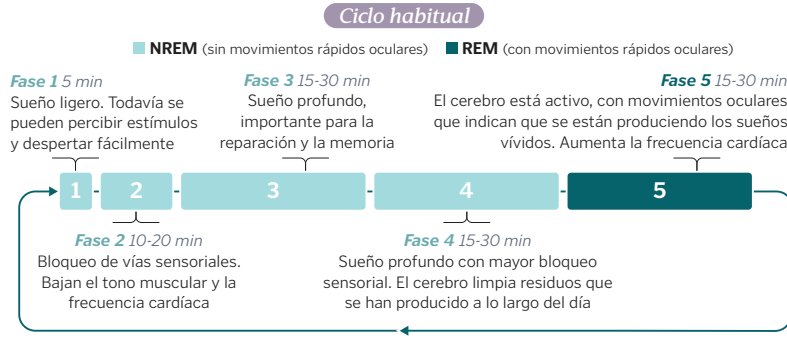 Ciclo habitual
NREM (sin movimientos rápidos oculares) REM (con movimientos rápidos oculares)
Fase 1 5 min
Sueño ligero. Todavía se
pueden percibir estímulos
y despertar fácilmente
Fase 3 15-30 min
Sueño profundo,
importante para la
reparación y la memoria
Fase 5 15-30 min
El cerebro está activo, con movimientos oculares
que indican que se están produciendo los sueños
vívidos. Aumenta la frecuencia cardíaca
1 2 3 4 5
Fase 2 10-20 min
Bloqueo de vías sensoriales.
Bajan el tono muscular y la
frecuencia cardíaca
Fase 4 15-30 min
Sueño profundo con mayor bloqueo
sensorial. El cerebro limpia residuos que
se han producido a lo largo del día